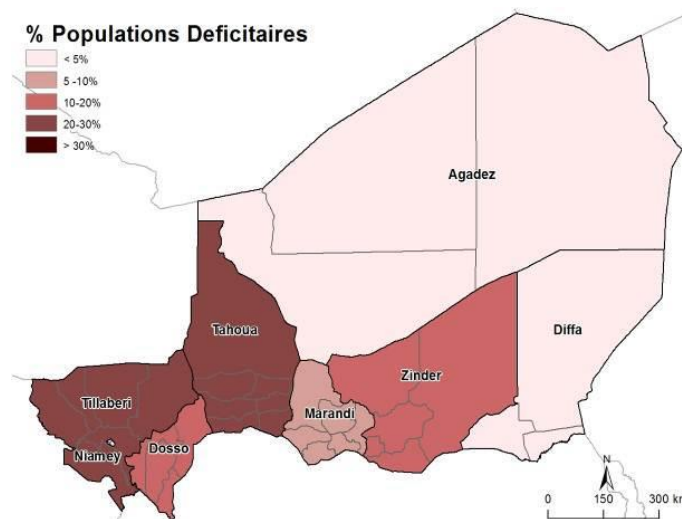 % Populations Deficitaires
< 5%
5 -10%
10-20%
20-30%
> 30%
Agadez
Diffa
Tahoua
Zinder
Tillaberi
Marandi
Dosso
Niamey
N
0 150 300 km